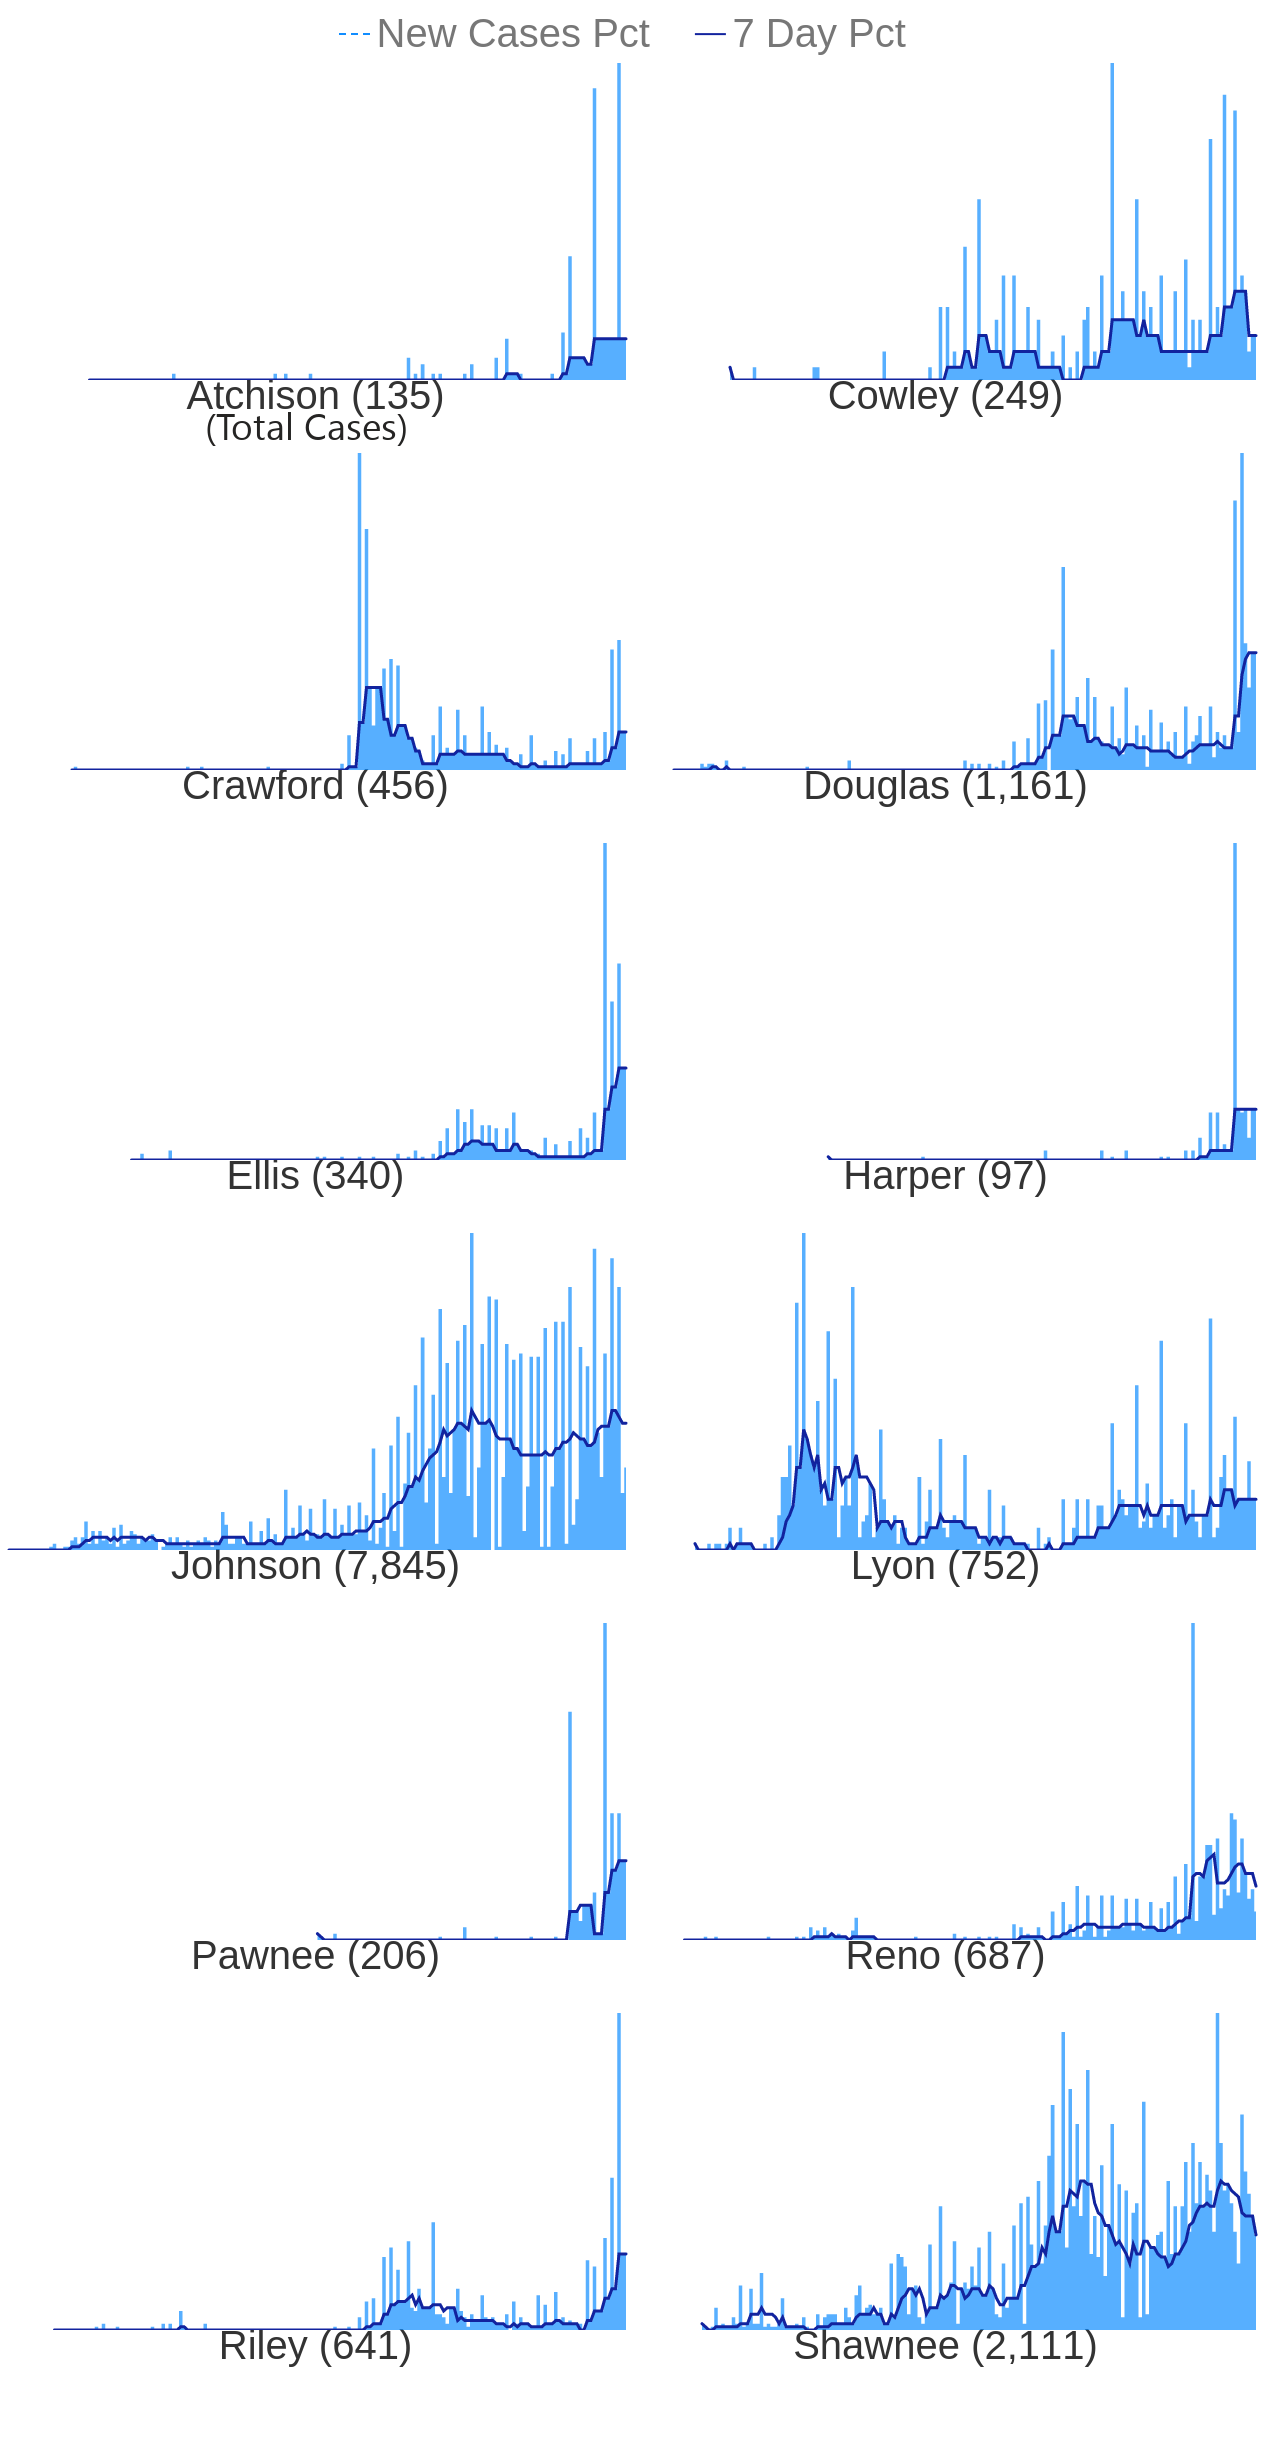 New Cases Pct 7 Day Pct
Atchison (135) Cowley (249)
(Total Cases)
Crawford (456) Douglas (1,161)
Ellis (340) Harper (97)
Johnson (7,845) Lyon (752)
Pawnee (206) Reno (687)
Riley (641) Shawnee (2,111)